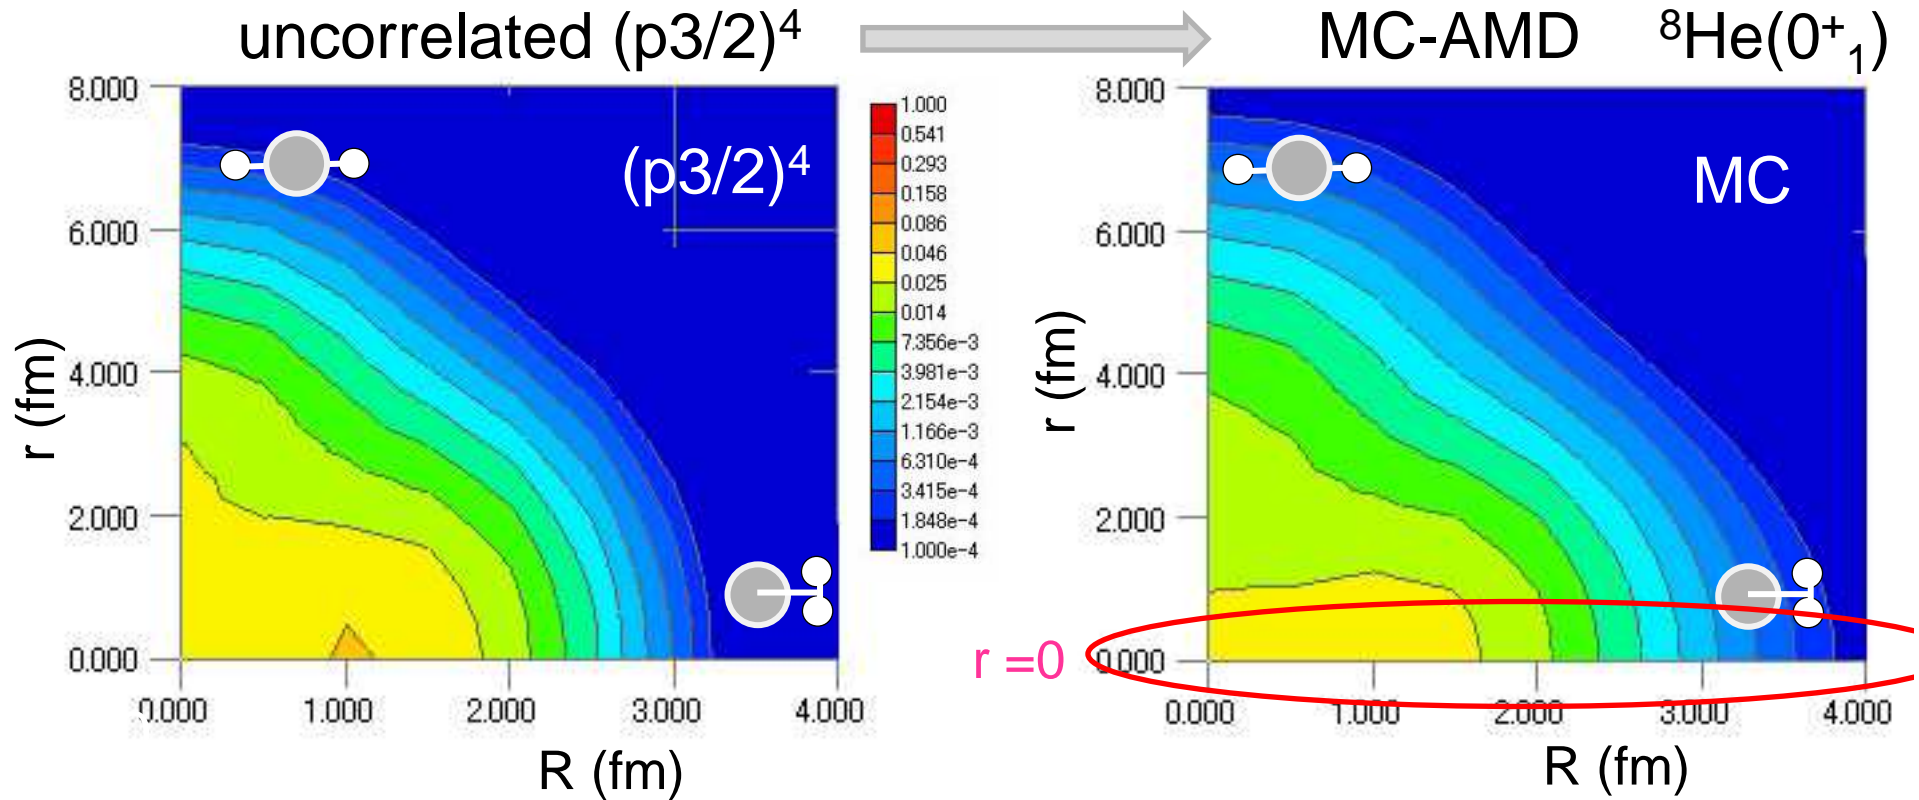 uncorrelated (p3/2)⁴
MC-AMD ⁸He(0⁺₁)
8.000
6.000
4.000
2.000
0.000
r (fm)
(p3/2)⁴
0.000 1.000 2.000 3.000 4.000
R (fm)
1.000
0.541
0.293
0.158
0.086
0.046
0.025
0.014
7.356e-3
3.981e-3
2.154e-3
1.166e-3
6.310e-4
3.415e-4
1.848e-4
1.000e-4
8.000
6.000
4.000
2.000
0.000
r (fm)
MC
r =0
0.000 1.000 2.000 3.000 4.000
R (fm)